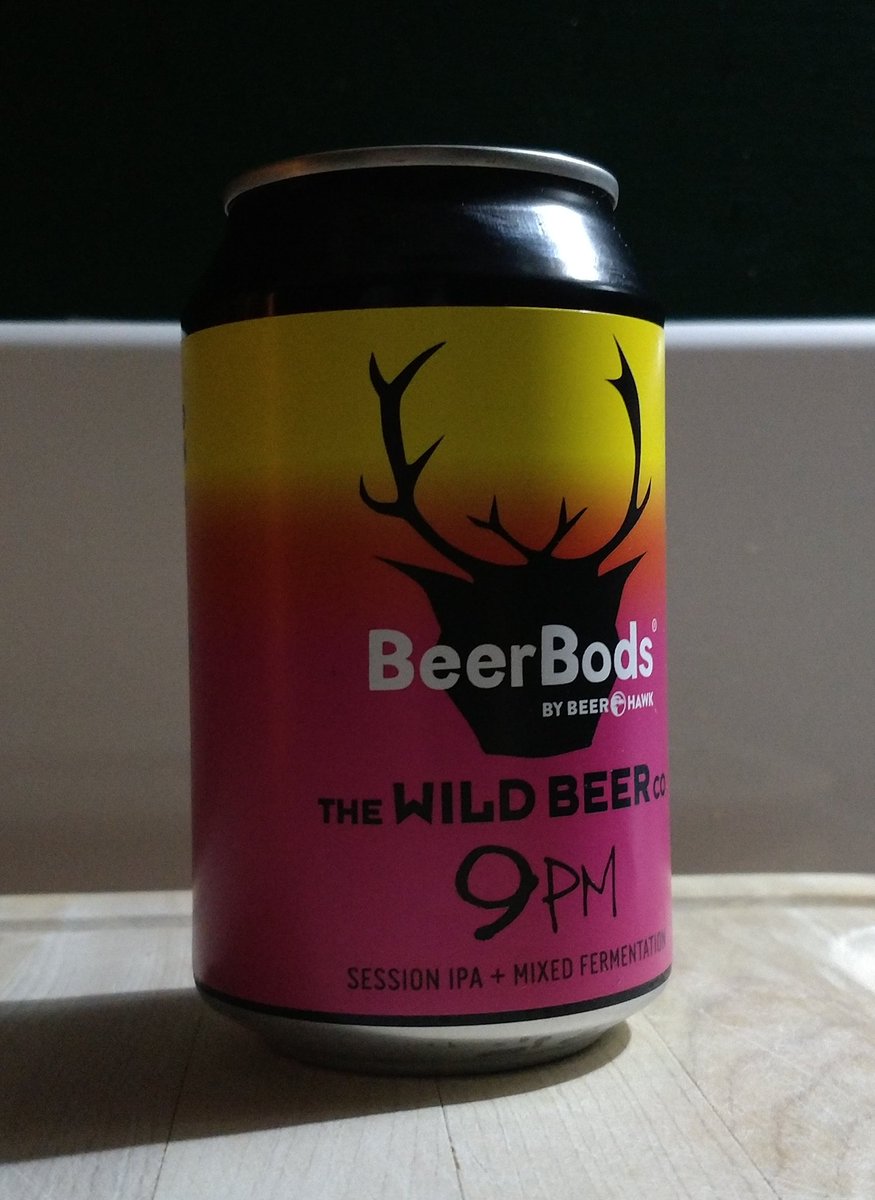 BeerBods®
BY BEER HAWK
THE WILD BEER CO
9PM
SESSION IPA + MIXED FERMENTATION